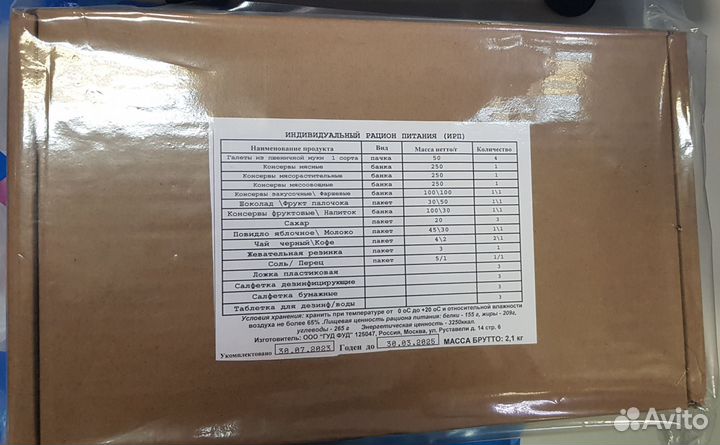 ИНДИВИДУАЛЬНЫЙ РАЦИОН ПИТАНИЯ (ИРП)
Наименование продукта Вид Масса нетто/г Количество
Галеты из пшеничной муки 1 сорта пачка 50 4
Консервы мясные банка 250 1
Консервы мясорастительные банка 250 1
Консервы мясоовощные банка 250 1
Консервы закусочные\ Фаршевые банка 100\100 1\1
Шоколад \Фрукт палочока пакет 30\50 1\1
Консервы фруктовые\ Напиток банка 100\30 1\1
Сахар пакет 20 3
Повидло яблочное\ Молоко пакет 45\30 1\1
Чай черный\Кофе пакет 4\2 2\1
Жевательная резинка пакет 3 1
Соль/ Перец пакет 5/1 1/1
Ложка пластиковая 3
Салфетка дезинфицирующие 3
Салфетка бумажные 3
Таблетка для дезинф/воды 3
Условия хранения: хранить при температуре от 0 оС до +20 оС и относительной влажности
воздуха не более 65% .Пищевая ценность рациона питания: белки - 155 г, жиры - 209г,
углеводы - 265 г Энергетическая ценность - 3250ккал.
Изготовитель: ООО "ГУД ФУД" 125047, Россия, Москва, ул. Руставели д. 14 стр. 6
Укомплектовано 30.07.2023 Годен до 30.03.2025 МАССА БРУТТО: 2,1 кг
Avito